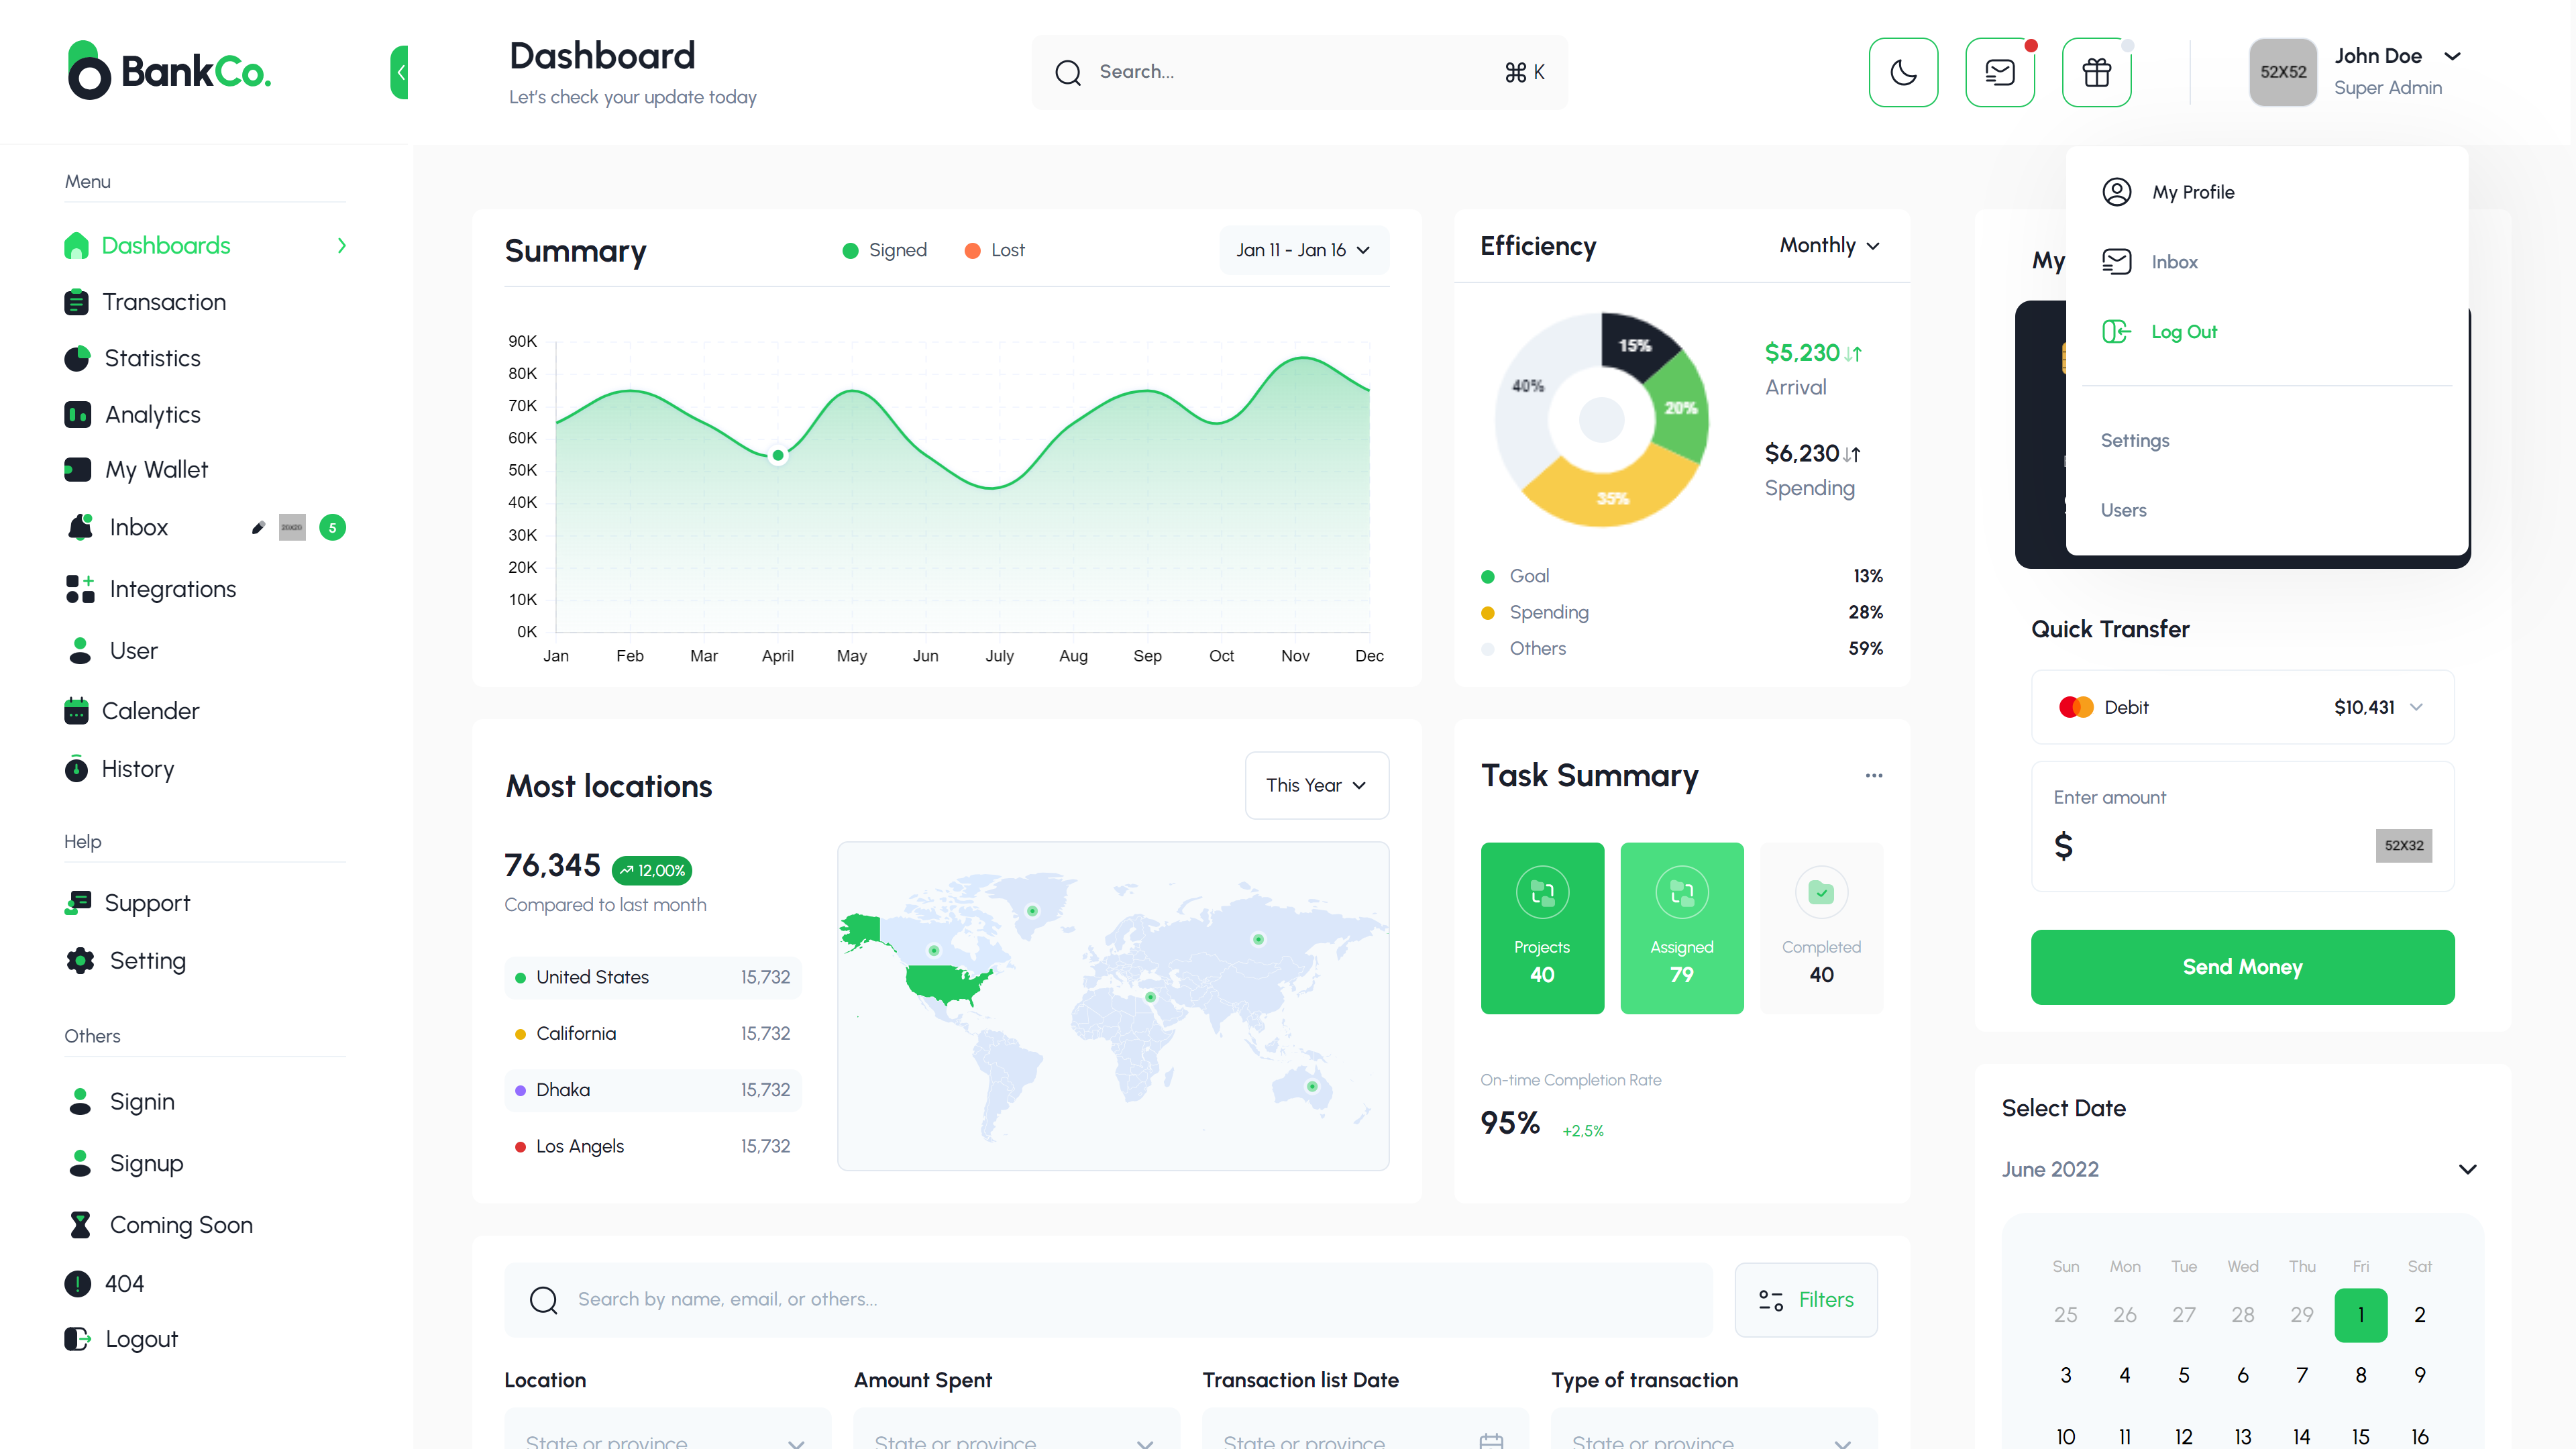 BankCo.
Dashboard
Let's check your update today
Search...
⌘ K
52X52
John Doe
Super Admin
Menu
Dashboards
Transaction
Statistics
Analytics
My Wallet
Inbox
20X20
5
Integrations
User
Calender
History
Help
Support
Setting
Others
Signin
Signup
Coming Soon
404
Logout
Summary
Signed
Lost
Jan 11 - Jan 16
90K
80K
70K
60K
50K
40K
30K
20K
10K
0K
Jan Feb Mar April May Jun July Aug Sep Oct Nov Dec
Efficiency
Monthly
15%
20%
35%
40%
$5,230
Arrival
$6,230
Spending
Goal 13%
Spending 28%
Others 59%
Most locations
This Year
76,345
12,00%
Compared to last month
United States 15,732
California 15,732
Dhaka 15,732
Los Angels 15,732
Task Summary
...
Projects
40
Assigned
79
Completed
40
On-time Completion Rate
95%
+2,5%
Search by name, email, or others...
Filters
Location
Amount Spent
Transaction list Date
Type of transaction
State or province
State or province
State or province
State or province
My
My Profile
Inbox
Log Out
Settings
Users
Quick Transfer
Debit
$10,431
Enter amount
$
52X32
Send Money
Select Date
June 2022
Sun Mon Tue Wed Thu Fri Sat
25 26 27 28 29 1 2
3 4 5 6 7 8 9
10 11 12 13 14 15 16